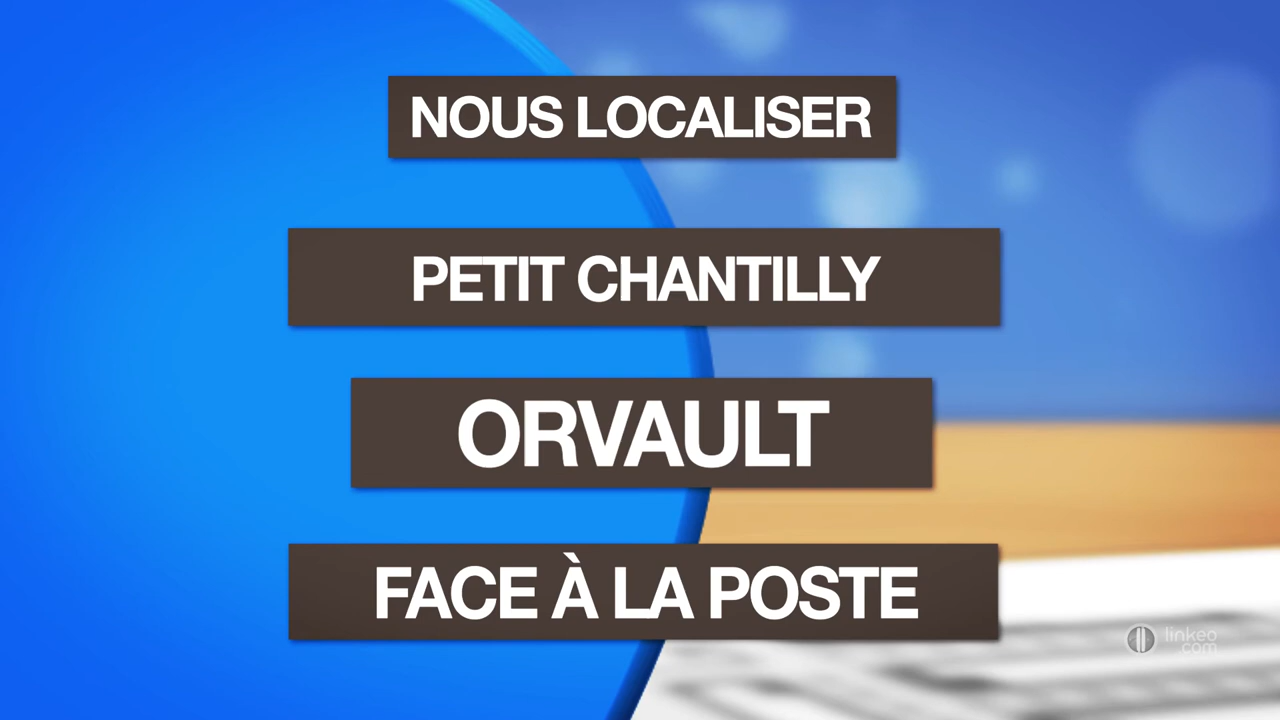 NOUS LOCALISER
PETIT CHANTILLY
ORVAULT
FACE À LA POSTE
linkeo
com